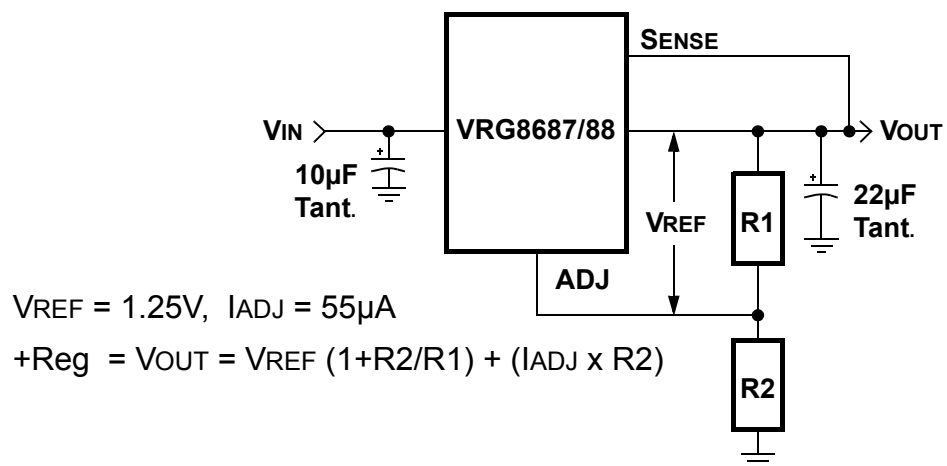 SENSE
VIN
VRG8687/88
VOUT
10µF
Tant.
VREF
R1
22µF
Tant.
ADJ
VREF = 1.25V, IADJ = 55µA
+Reg = VOUT = VREF (1+R2/R1) + (IADJ x R2)
R2